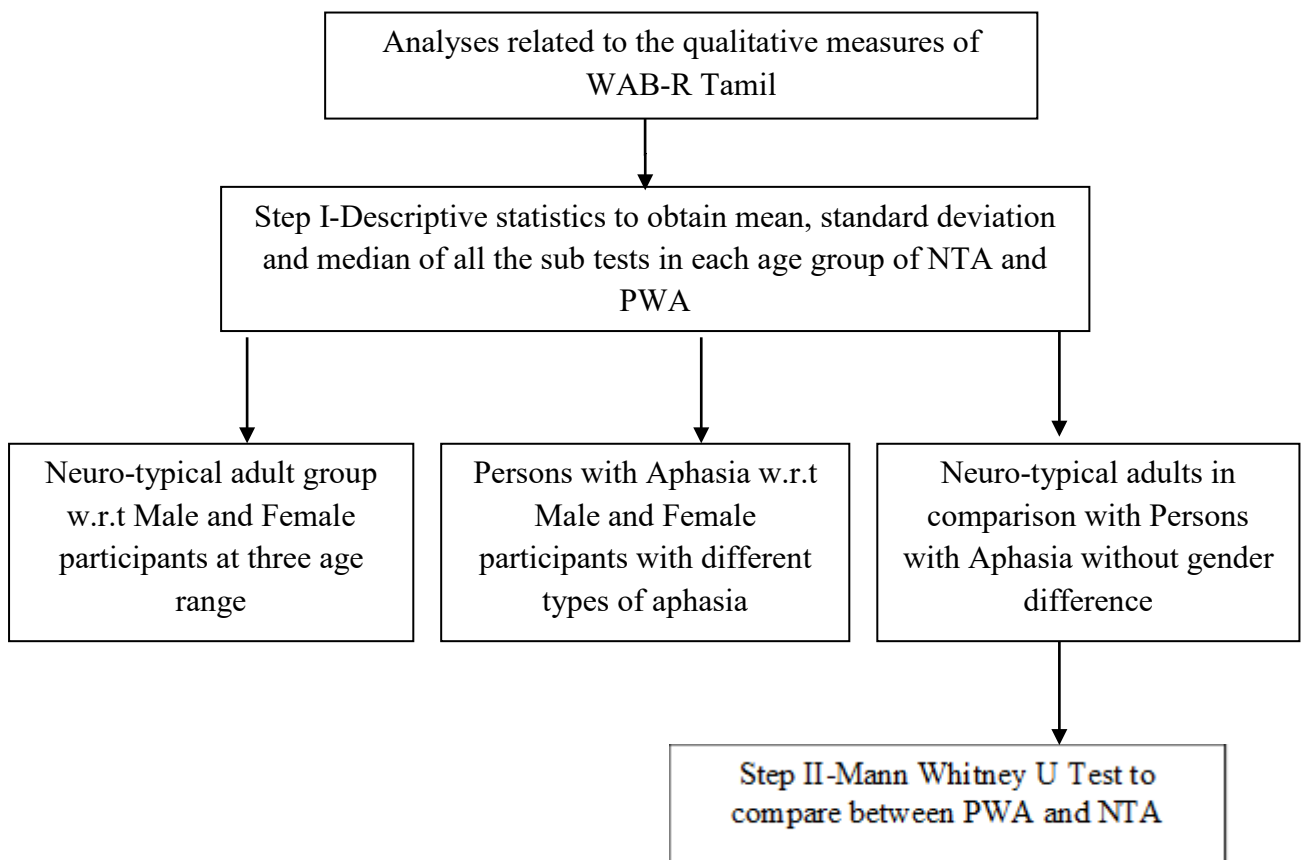 Analyses related to the qualitative measures of
WAB-R Tamil
Step I-Descriptive statistics to obtain mean, standard deviation
and median of all the sub tests in each age group of NTA and
PWA
Neuro-typical adult group
w.r.t Male and Female
participants at three age
range
Persons with Aphasia w.r.t
Male and Female
participants with different
types of aphasia
Neuro-typical adults in
comparison with Persons
with Aphasia without gender
difference
Step II-Mann Whitney U Test to
compare between PWA and NTA